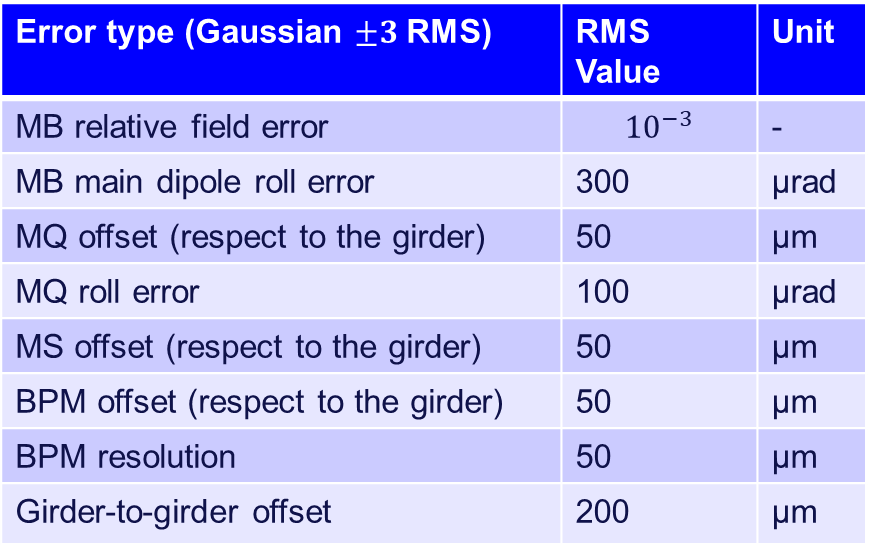 Error type (Gaussian ±3 RMS) RMS Value Unit
MB relative field error 10⁻³ -
MB main dipole roll error 300 μrad
MQ offset (respect to the girder) 50 μm
MQ roll error 100 μrad
MS offset (respect to the girder) 50 μm
BPM offset (respect to the girder) 50 μm
BPM resolution 50 μm
Girder-to-girder offset 200 μm